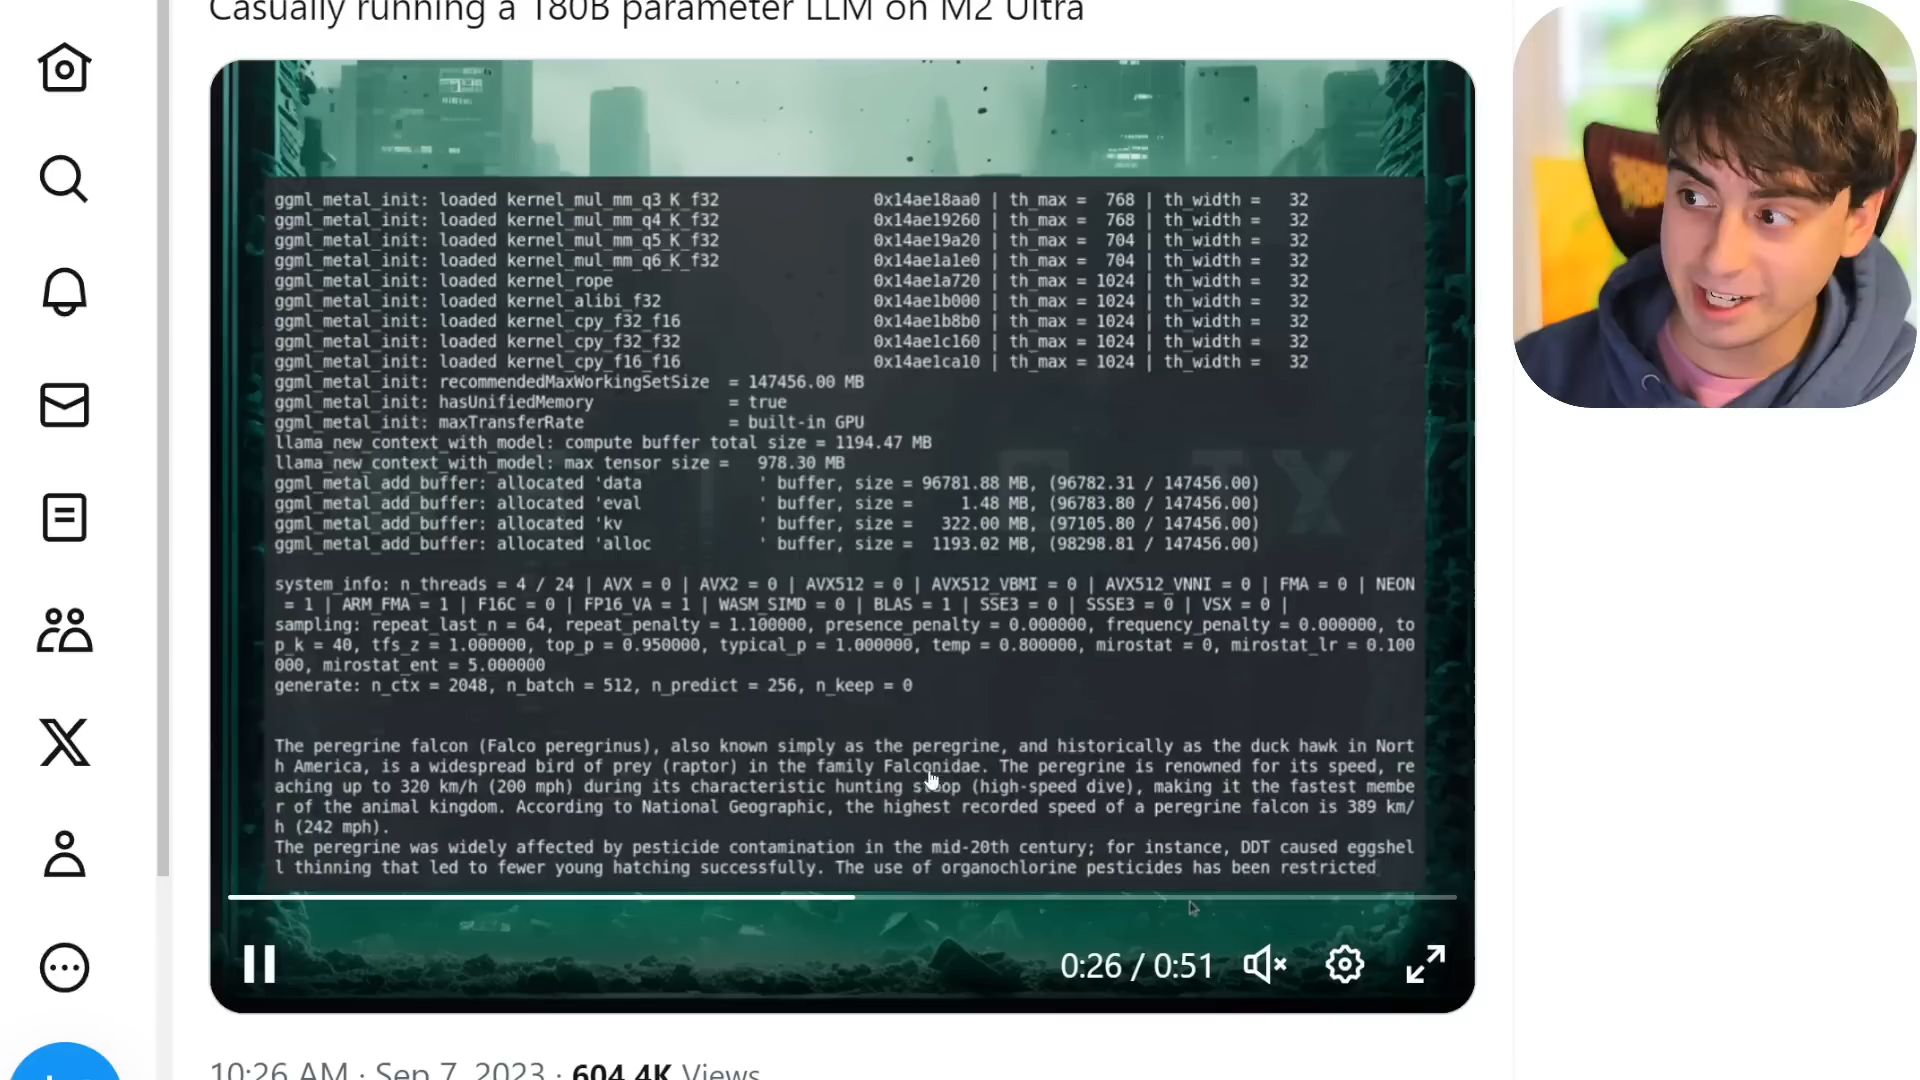 Casually running a 180B parameter LLM on M2 Ultra
ggml_metal_init: loaded kernel_mul_mm_q3_K_f32 0x14ae18aa0 | th_max = 768 | th_width = 32
ggml_metal_init: loaded kernel_mul_mm_q4_K_f32 0x14ae19260 | th_max = 768 | th_width = 32
ggml_metal_init: loaded kernel_mul_mm_q5_K_f32 0x14ae19a20 | th_max = 704 | th_width = 32
ggml_metal_init: loaded kernel_mul_mm_q6_K_f32 0x14ae1a1e0 | th_max = 704 | th_width = 32
ggml_metal_init: loaded kernel_rope 0x14ae1a720 | th_max = 1024 | th_width = 32
ggml_metal_init: loaded kernel_alibi_f32 0x14ae1b000 | th_max = 1024 | th_width = 32
ggml_metal_init: loaded kernel_cpy_f32_f16 0x14ae1b8b0 | th_max = 1024 | th_width = 32
ggml_metal_init: loaded kernel_cpy_f32_f32 0x14ae1c160 | th_max = 1024 | th_width = 32
ggml_metal_init: loaded kernel_cpy_f16_f16 0x14ae1ca10 | th_max = 1024 | th_width = 32
ggml_metal_init: recommendedMaxWorkingSetSize = 147456.00 MB
ggml_metal_init: hasUnifiedMemory = true
ggml_metal_init: maxTransferRate = built-in GPU
llama_new_context_with_model: compute buffer total size = 1194.47 MB
llama_new_context_with_model: max tensor size = 978.30 MB
ggml_metal_add_buffer: allocated 'data ' buffer, size = 96781.88 MB, (96782.31 / 147456.00)
ggml_metal_add_buffer: allocated 'eval ' buffer, size = 1.48 MB, (96783.80 / 147456.00)
ggml_metal_add_buffer: allocated 'kv ' buffer, size = 322.00 MB, (97105.80 / 147456.00)
ggml_metal_add_buffer: allocated 'alloc ' buffer, size = 1193.02 MB, (98298.81 / 147456.00)
system_info: n_threads = 4 / 24 | AVX = 0 | AVX2 = 0 | AVX512 = 0 | AVX512_VBMI = 0 | AVX512_VNNI = 0 | FMA = 0 | NEON
= 1 | ARM_FMA = 1 | F16C = 0 | FP16_VA = 1 | WASM_SIMD = 0 | BLAS = 1 | SSE3 = 0 | SSSE3 = 0 | VSX = 0 |
sampling: repeat_last_n = 64, repeat_penalty = 1.100000, presence_penalty = 0.000000, frequency_penalty = 0.000000, to
p_k = 40, tfs_z = 1.000000, top_p = 0.950000, typical_p = 1.000000, temp = 0.800000, mirostat = 0, mirostat_lr = 0.100
000, mirostat_ent = 5.000000
generate: n_ctx = 2048, n_batch = 512, n_predict = 256, n_keep = 0
The peregrine falcon (Falco peregrinus), also known simply as the peregrine, and historically as the duck hawk in Nort
h America, is a widespread bird of prey (raptor) in the family Falconidae. The peregrine is renowned for its speed, re
aching up to 320 km/h (200 mph) during its characteristic hunting stoop (high-speed dive), making it the fastest membe
r of the animal kingdom. According to National Geographic, the highest recorded speed of a peregrine falcon is 389 km/
h (242 mph).
The peregrine was widely affected by pesticide contamination in the mid-20th century; for instance, DDT caused eggshel
l thinning that led to fewer young hatching successfully. The use of organochlorine pesticides has been restricted
0:26 / 0:51
10:26 AM · Sep 7, 2023 · 604.4K Views